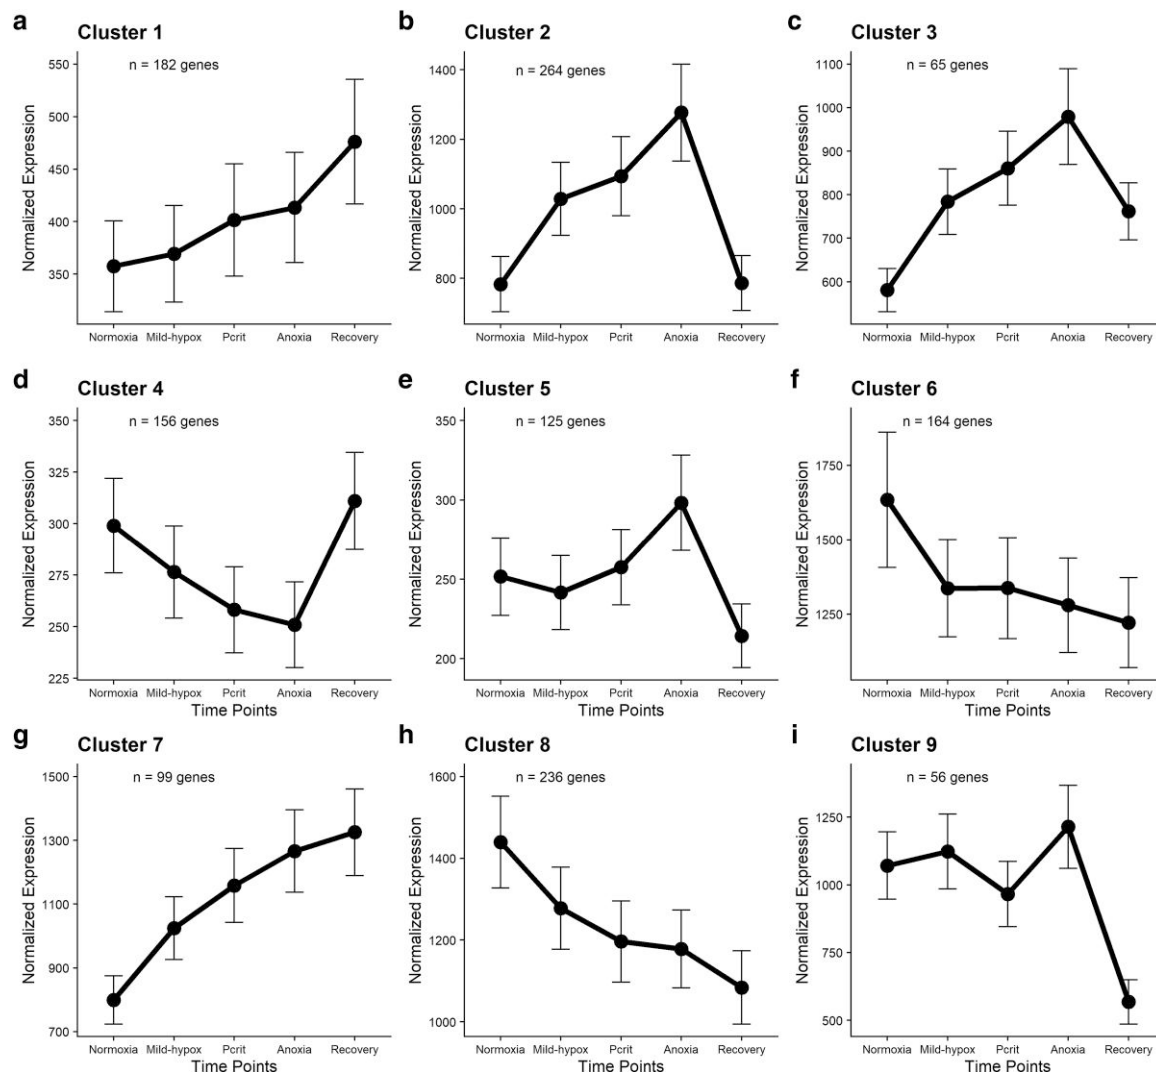 a
Cluster 1
n = 182 genes
Normalized Expression
550
500
450
400
350
Normoxia Mild-hypox Pcrit Anoxia Recovery
b
Cluster 2
n = 264 genes
Normalized Expression
1400
1200
1000
800
Normoxia Mild-hypox Pcrit Anoxia Recovery
c
Cluster 3
n = 65 genes
Normalized Expression
1100
1000
900
800
700
600
Normoxia Mild-hypox Pcrit Anoxia Recovery
d
Cluster 4
n = 156 genes
Normalized Expression
350
325
300
275
250
225
Normoxia Mild-hypox Pcrit Anoxia Recovery
Time Points
e
Cluster 5
n = 125 genes
Normalized Expression
350
300
250
200
Normoxia Mild-hypox Pcrit Anoxia Recovery
Time Points
f
Cluster 6
n = 164 genes
Normalized Expression
1750
1500
1250
Normoxia Mild-hypox Pcrit Anoxia Recovery
Time Points
g
Cluster 7
n = 99 genes
Normalized Expression
1500
1300
1100
900
700
Normoxia Mild-hypox Pcrit Anoxia Recovery
Time Points
h
Cluster 8
n = 236 genes
Normalized Expression
1600
1400
1200
1000
Normoxia Mild-hypox Pcrit Anoxia Recovery
Time Points
i
Cluster 9
n = 56 genes
Normalized Expression
1250
1000
750
500
Normoxia Mild-hypox Pcrit Anoxia Recovery
Time Points